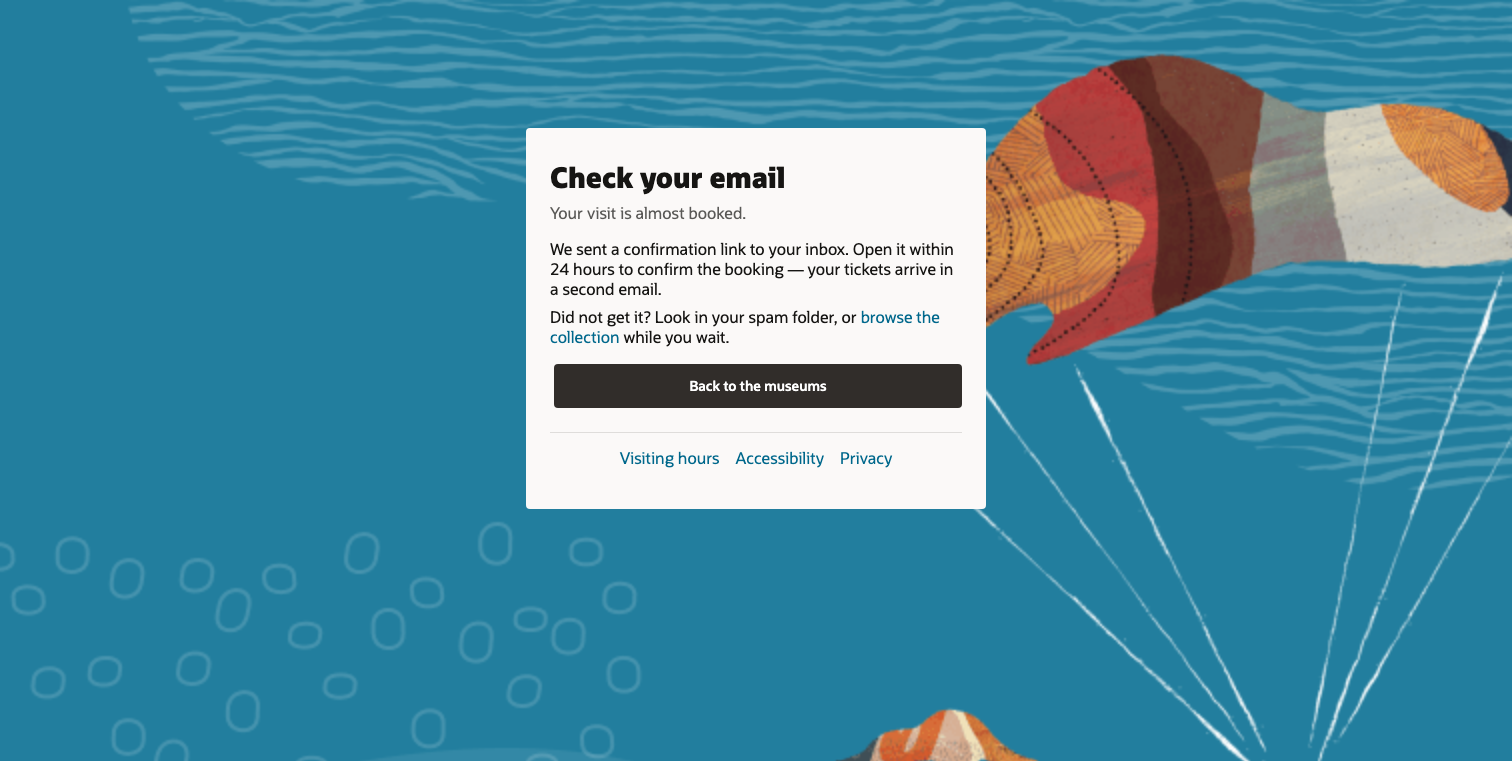 Check your email
Your visit is almost booked.
We sent a confirmation link to your inbox. Open it within
24 hours to confirm the booking — your tickets arrive in
a second email.
Did not get it? Look in your spam folder, or browse the
collection while you wait.
Back to the museums
Visiting hours Accessibility Privacy